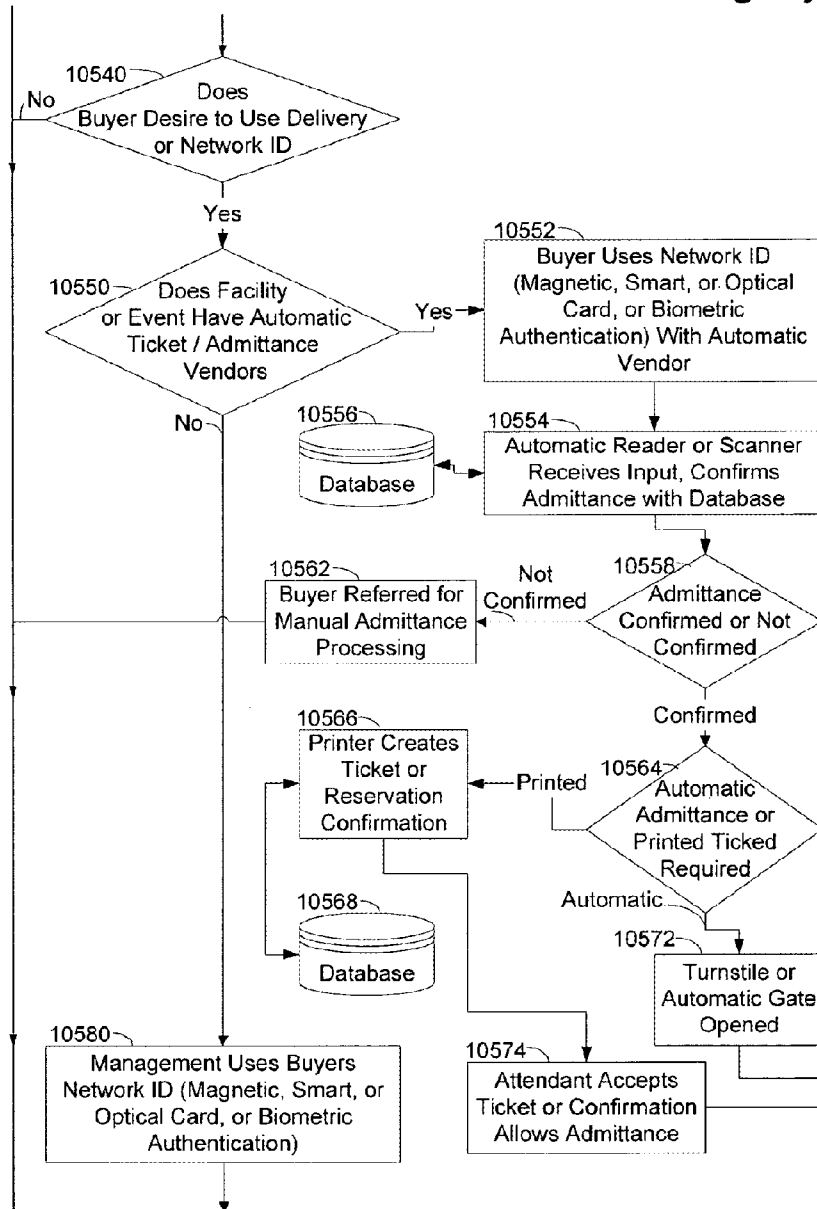 10540
No
Does
Buyer Desire to Use Delivery
or Network ID
Yes
10550
Does Facility
or Event Have Automatic
Ticket / Admittance
Vendors
Yes
10552
Buyer Uses Network ID
(Magnetic, Smart, or Optical
Card, or Biometric
Authentication) With Automatic
Vendor
No
10556
Database
10554
Automatic Reader or Scanner
Receives Input, Confirms
Admittance with Database
10562
Buyer Referred for
Manual Admittance
Processing
Not
Confirmed
10558
Admittance
Confirmed or Not
Confirmed
Confirmed
10566
Printer Creates
Ticket or
Reservation
Confirmation
Printed
10564
Automatic
Admittance or
Printed Ticked
Required
Automatic
10568
Database
10572
Turnstile or
Automatic Gate
Opened
10580
Management Uses Buyers
Network ID (Magnetic, Smart, or
Optical Card, or Biometric
Authentication)
10574
Attendant Accepts
Ticket or Confirmation
Allows Admittance